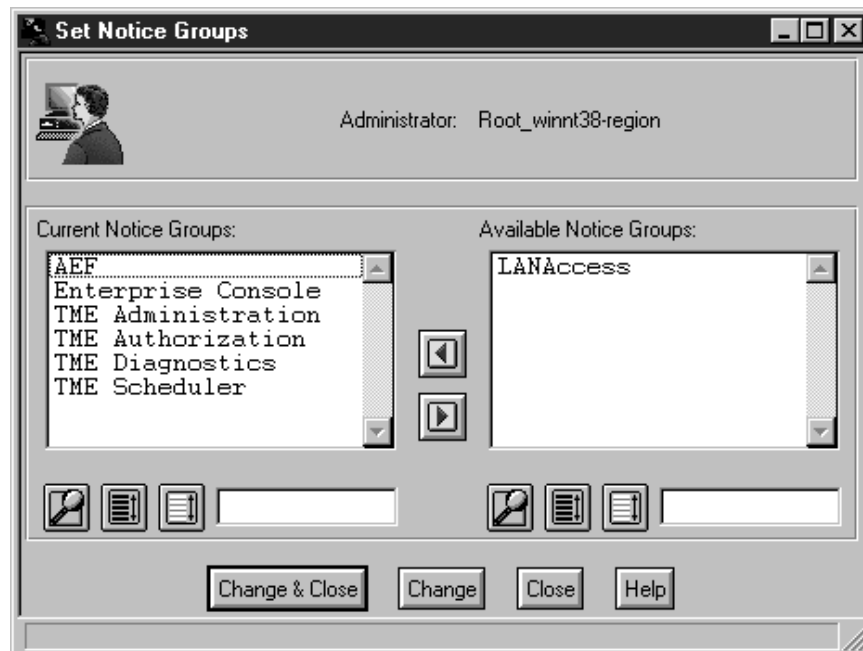 Set Notice Groups
Administrator: Root_winnt38-region
Current Notice Groups:
AEF
Enterprise Console
TME Administration
TME Authorization
TME Diagnostics
TME Scheduler
Available Notice Groups:
LANAccess
Change & Close
Change
Close
Help